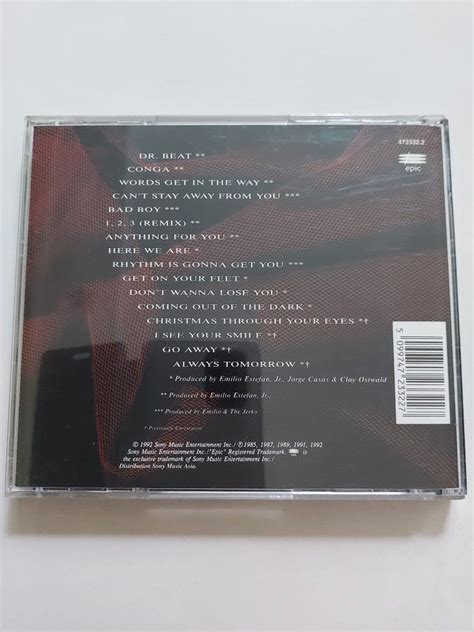 472332 2
epic
DR. BEAT **
CONGA **
WORDS GET IN THE WAY **
CAN'T STAY AWAY FROM YOU ***
BAD BOY ***
1, 2, 3 (REMIX) **
ANYTHING FOR YOU **
HERE WE ARE *
RHYTHM IS GONNA GET YOU ***
GET ON YOUR FEET *
DON'T WANNA LOSE YOU *
COMING OUT OF THE DARK *
CHRISTMAS THROUGH YOUR EYES *†
I SEE YOUR SMILE *†
GO AWAY *†
ALWAYS TOMORROW *†
* Produced by Emilio Estefan, Jr., Jorge Casas & Clay Ostwald
** Produced by Emilio Estefan, Jr.
*** Produced by Emilio & The Jerks
† Previously Unreleased
© 1992 Sony Music Entertainment Inc./ ℗ 1985, 1987, 1989, 1991, 1992
Sony Music Entertainment Inc./"Epic" Registered Trademark. epic is
the exclusive trademark of Sony Music Entertainment Inc./
Distribution Sony Music Asia.
5 099747 233227